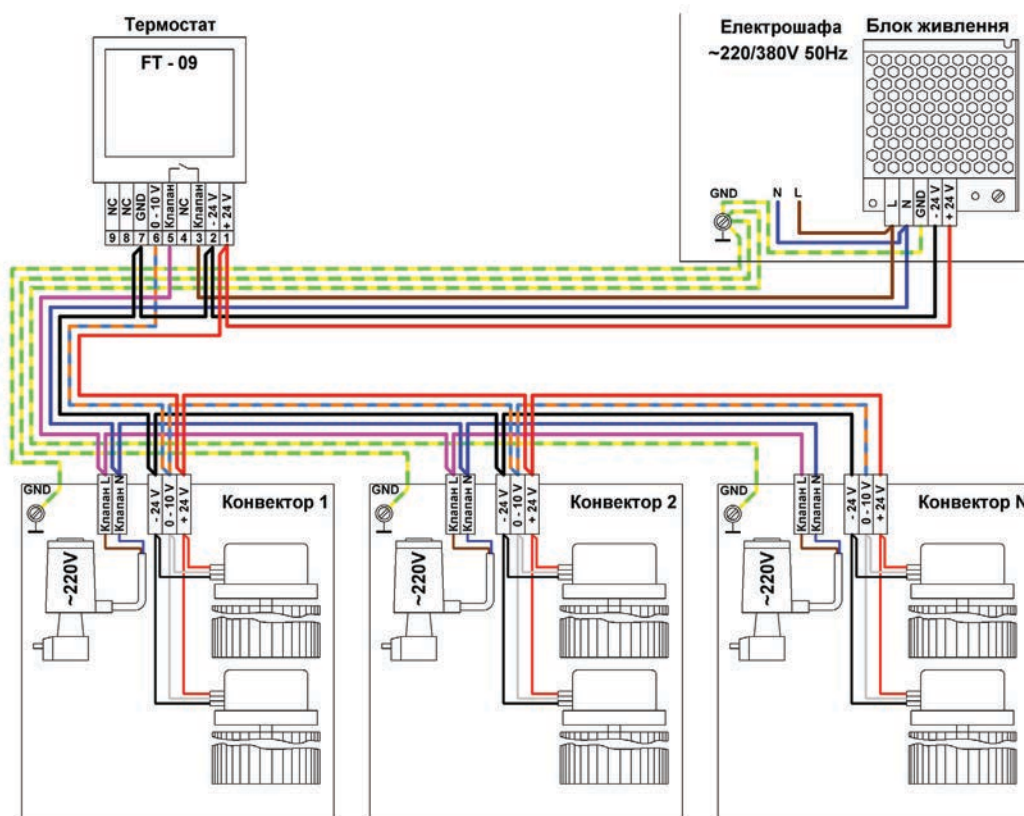 Термостат
FT - 09
9 NC
8 NC
7 GND
6 0 - 10 V
5 Клапан
4 NC
3 Клапан
2 - 24 V
1 + 24 V
Електрошафа
~220/380V 50Hz
Блок живлення
GND
N
L
L
N
GND
- 24 V
+ 24 V
GND
Клапан L
Клапан N
- 24 V
0 - 10 V
+ 24 V
Конвектор 1
~220V
GND
Клапан L
Клапан N
- 24 V
0 - 10 V
+ 24 V
Конвектор 2
~220V
GND
Клапан L
Клапан N
- 24 V
0 - 10 V
+ 24 V
Конвектор N
~220V